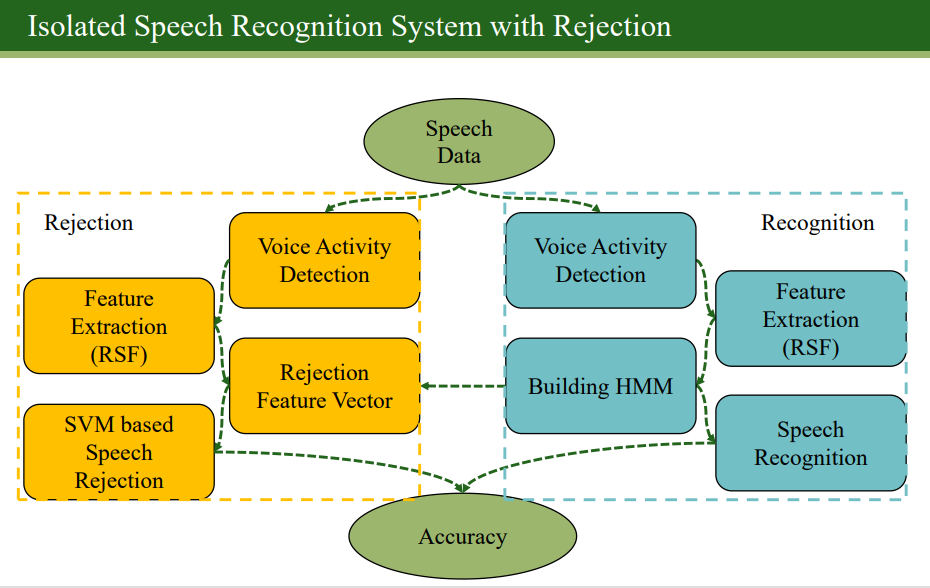 Isolated Speech Recognition System with Rejection
Speech
Data
Rejection
Voice Activity
Detection
Feature
Extraction
(RSF)
Rejection
Feature Vector
SVM based
Speech
Rejection
Recognition
Voice Activity
Detection
Feature
Extraction
(RSF)
Building HMM
Speech
Recognition
Accuracy